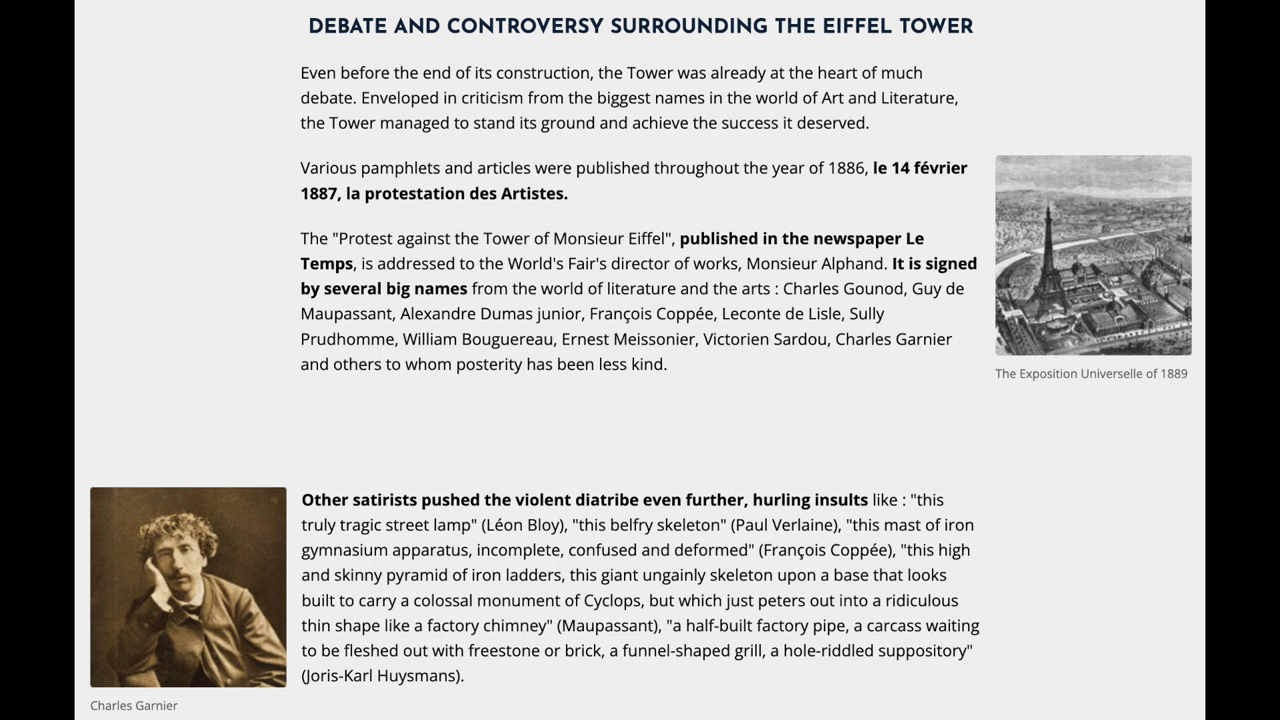 DEBATE AND CONTROVERSY SURROUNDING THE EIFFEL TOWER
Even before the end of its construction, the Tower was already at the heart of much
debate. Enveloped in criticism from the biggest names in the world of Art and Literature,
the Tower managed to stand its ground and achieve the success it deserved.
Various pamphlets and articles were published throughout the year of 1886, le 14 février
1887, la protestation des Artistes.
The "Protest against the Tower of Monsieur Eiffel", published in the newspaper Le
Temps, is addressed to the World's Fair's director of works, Monsieur Alphand. It is signed
by several big names from the world of literature and the arts : Charles Gounod, Guy de
Maupassant, Alexandre Dumas junior, François Coppée, Leconte de Lisle, Sully
Prudhomme, William Bouguereau, Ernest Meissonier, Victorien Sardou, Charles Garnier
and others to whom posterity has been less kind.
The Exposition Universelle of 1889
Other satirists pushed the violent diatribe even further, hurling insults like : "this
truly tragic street lamp" (Léon Bloy), "this belfry skeleton" (Paul Verlaine), "this mast of iron
gymnasium apparatus, incomplete, confused and deformed" (François Coppée), "this high
and skinny pyramid of iron ladders, this giant ungainly skeleton upon a base that looks
built to carry a colossal monument of Cyclops, but which just peters out into a ridiculous
thin shape like a factory chimney" (Maupassant), "a half-built factory pipe, a carcass waiting
to be fleshed out with freestone or brick, a funnel-shaped grill, a hole-riddled suppository"
(Joris-Karl Huysmans).
Charles Garnier